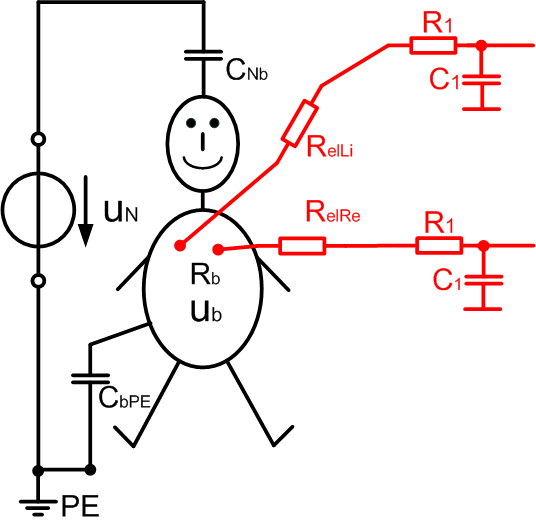 R1
CNb
C1
RelLi
uN
RelRe
R1
Rb
C1
ub
CbPE
PE